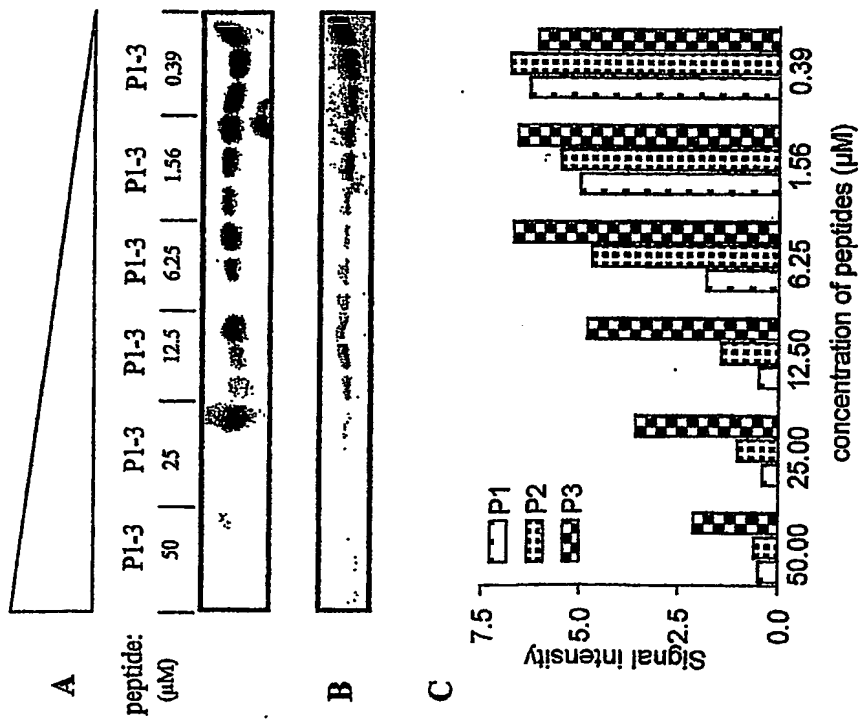 A
P1-3 P1-3 P1-3 P1-3 P1-3 P1-3
peptide:
(µM) 50 25 12.5 6.25 1.56 0.39
B
C
P1
P2
P3
7.5
5.0
2.5
0.0
Signal intensity
50.00 25.00 12.50 6.25 1.56 0.39
concentration of peptides (µM)